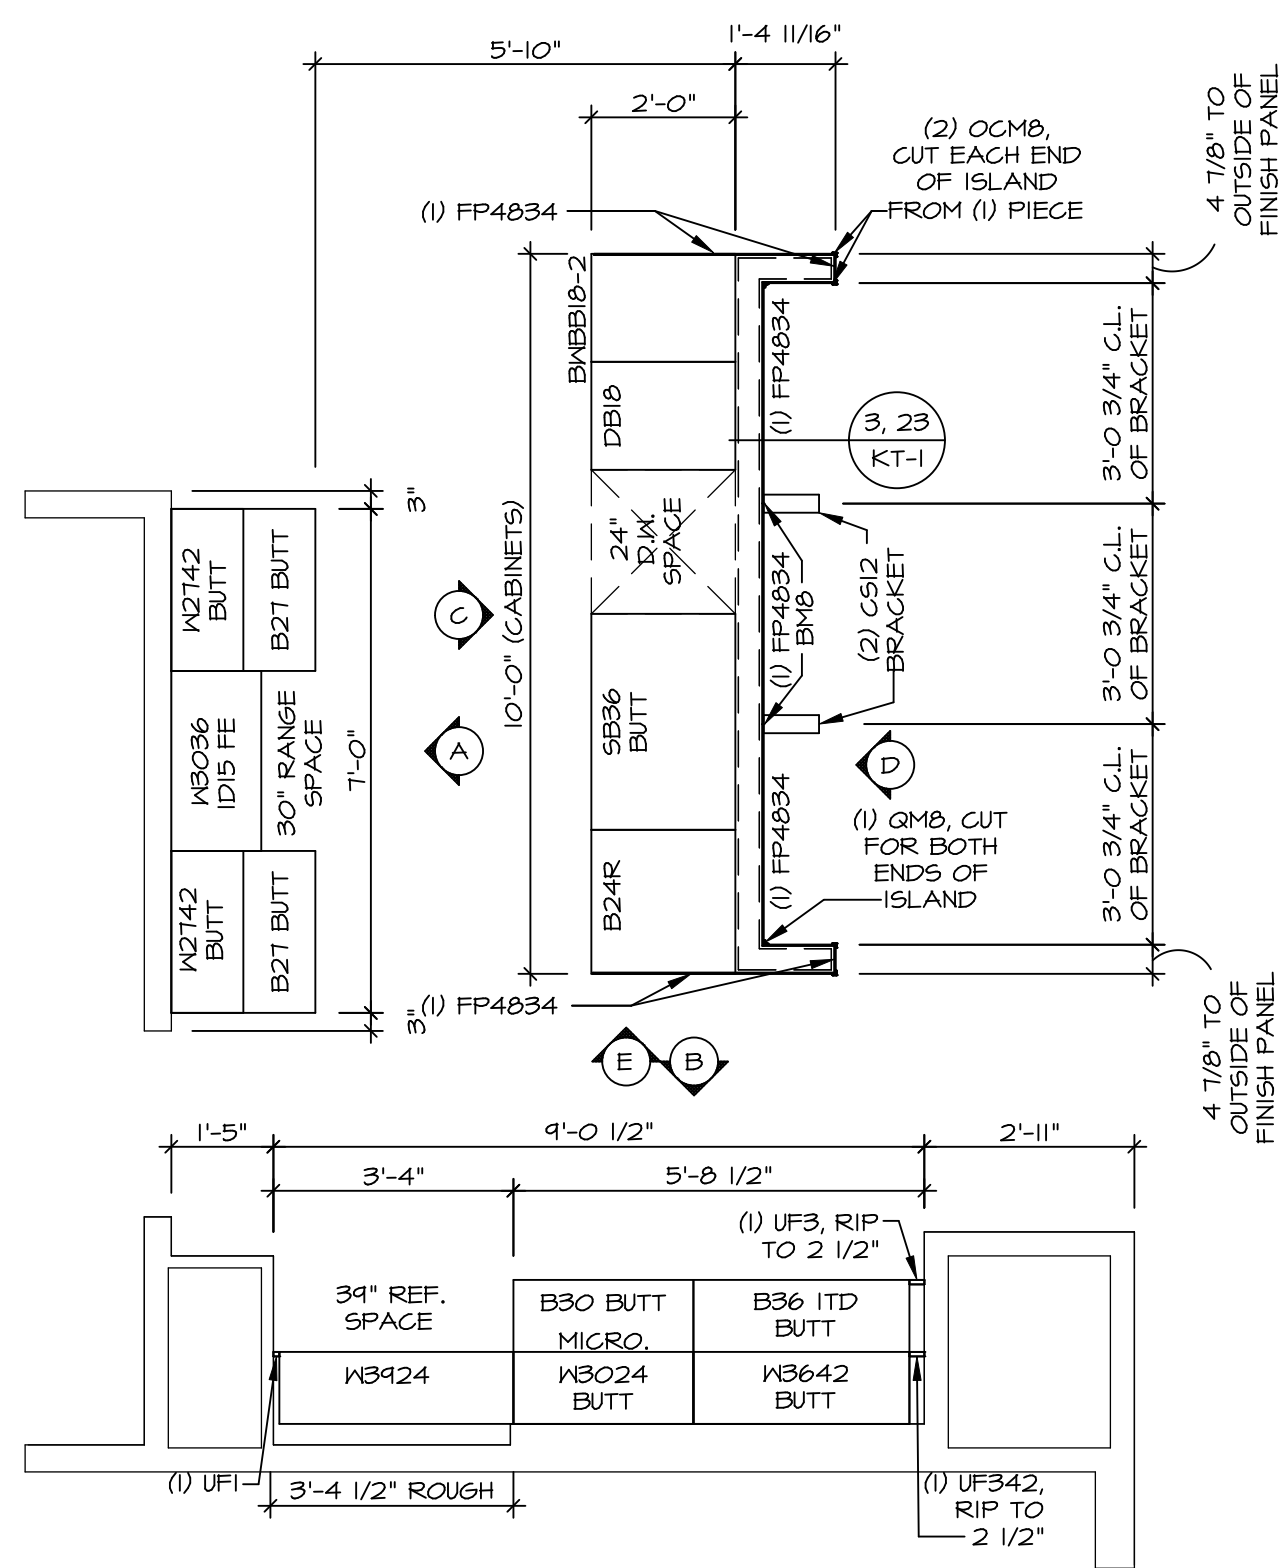 1'-4 11/16"
5'-10"
2'-0"
(2) OCM8,
CUT EACH END
OF ISLAND
FROM (1) PIECE
4 7/8" TO
OUTSIDE OF
FINISH PANEL
(1) FP4834
BWBB18-2
(1) FP4834
3'-0 3/4" C.L.
OF BRACKET
DB18
3, 23
KT-1
3"
24"
D.W.
SPACE
10'-0" (CABINETS)
W2742
BUTT
B27 BUTT
C
(1) FP4834
BM8
(2) CS12
BRACKET
3'-0 3/4" C.L.
OF BRACKET
W3036
1D15 FE
30" RANGE
SPACE
7'-0"
A
SB36
BUTT
D
3'-0 3/4" C.L.
OF BRACKET
(1) FP4834
(1) QM8, CUT
FOR BOTH
ENDS OF
ISLAND
W2742
BUTT
B27 BUTT
B24R
3"
(1) FP4834
4 7/8" TO
OUTSIDE OF
FINISH PANEL
E
B
1'-5"
9'-0 1/2"
2'-11"
3'-4"
5'-8 1/2"
(1) UF3, RIP
TO 2 1/2"
39" REF.
SPACE
B30 BUTT
MICRO.
B36 1TD
BUTT
W3924
W3024
BUTT
W3642
BUTT
(1) UF1
3'-4 1/2" ROUGH
(1) UF342,
RIP TO
2 1/2"